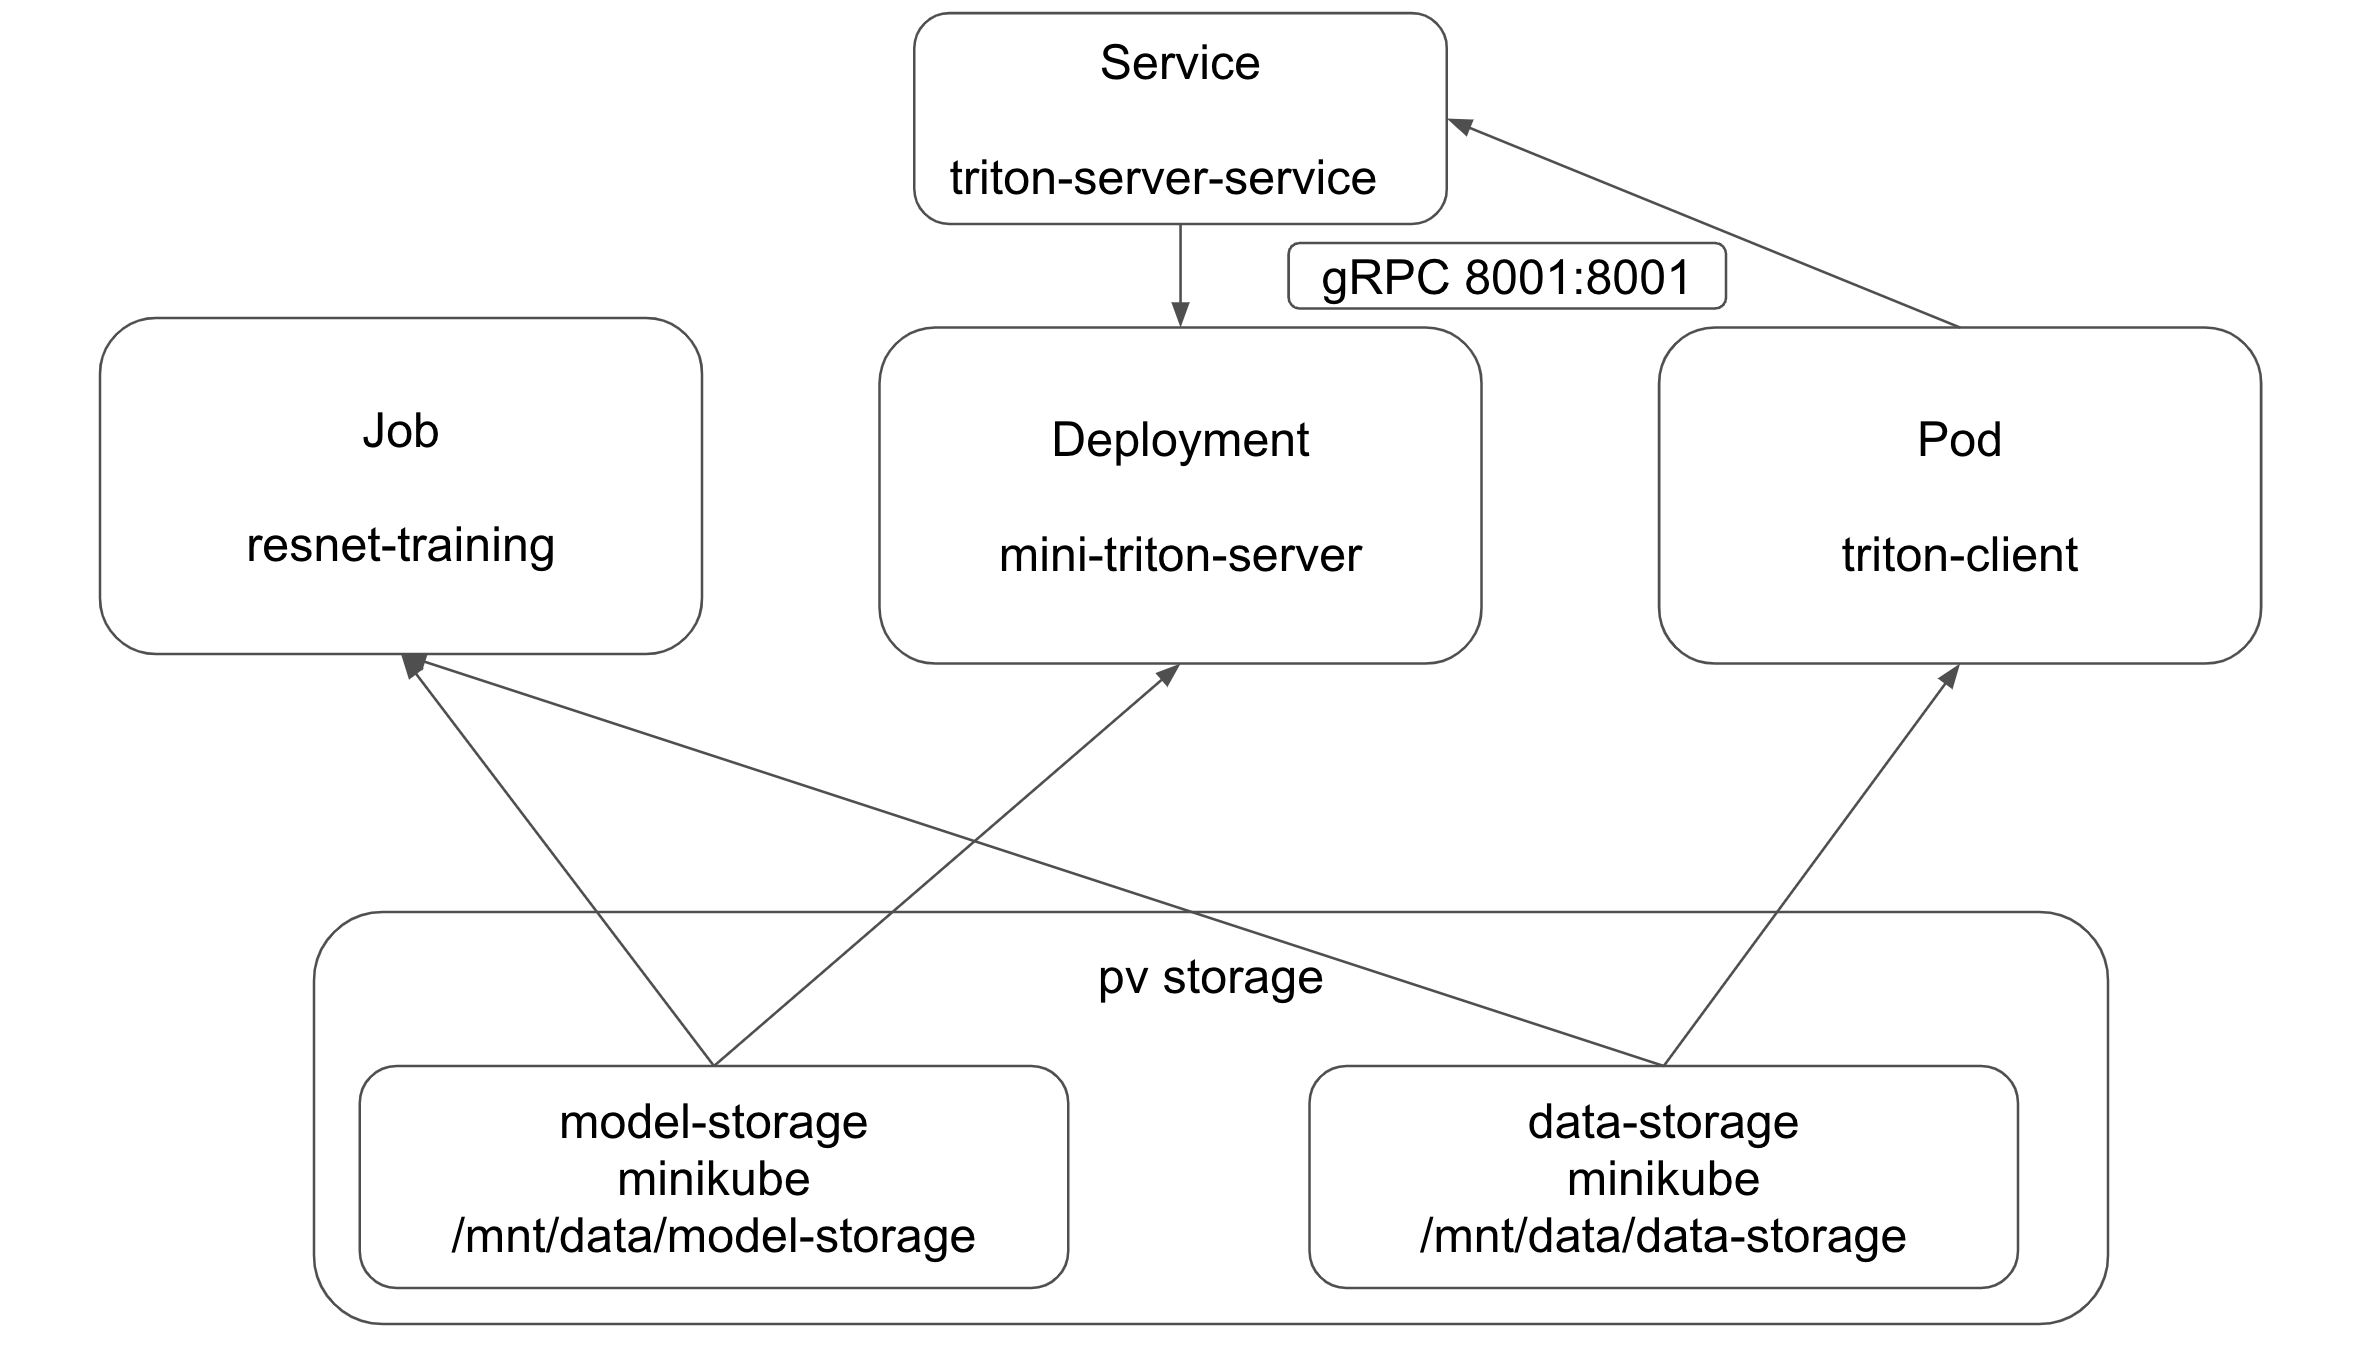 Service
triton-server-service
gRPC 8001:8001
Job
resnet-training
Deployment
mini-triton-server
Pod
triton-client
pv storage
model-storage
minikube
/mnt/data/model-storage
data-storage
minikube
/mnt/data/data-storage